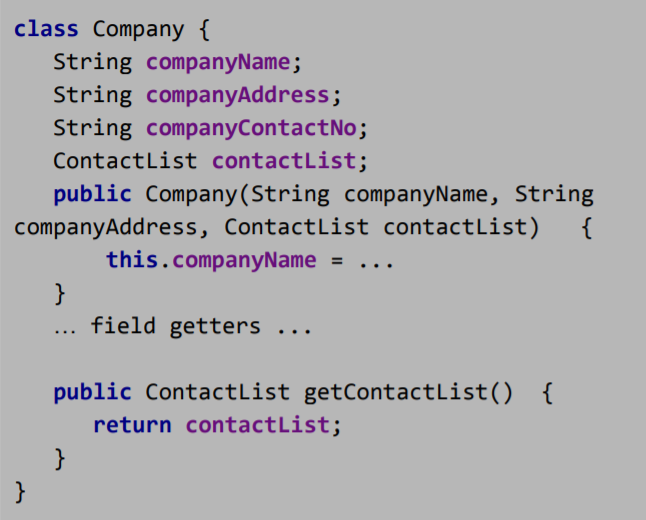 class Company {
String companyName;
String companyAddress;
String companyContactNo;
ContactList contactList;
public Company(String companyName, String
companyAddress, ContactList contactList) {
this.companyName = ...
}
... field getters ...
public ContactList getContactList() {
return contactList;
}
}